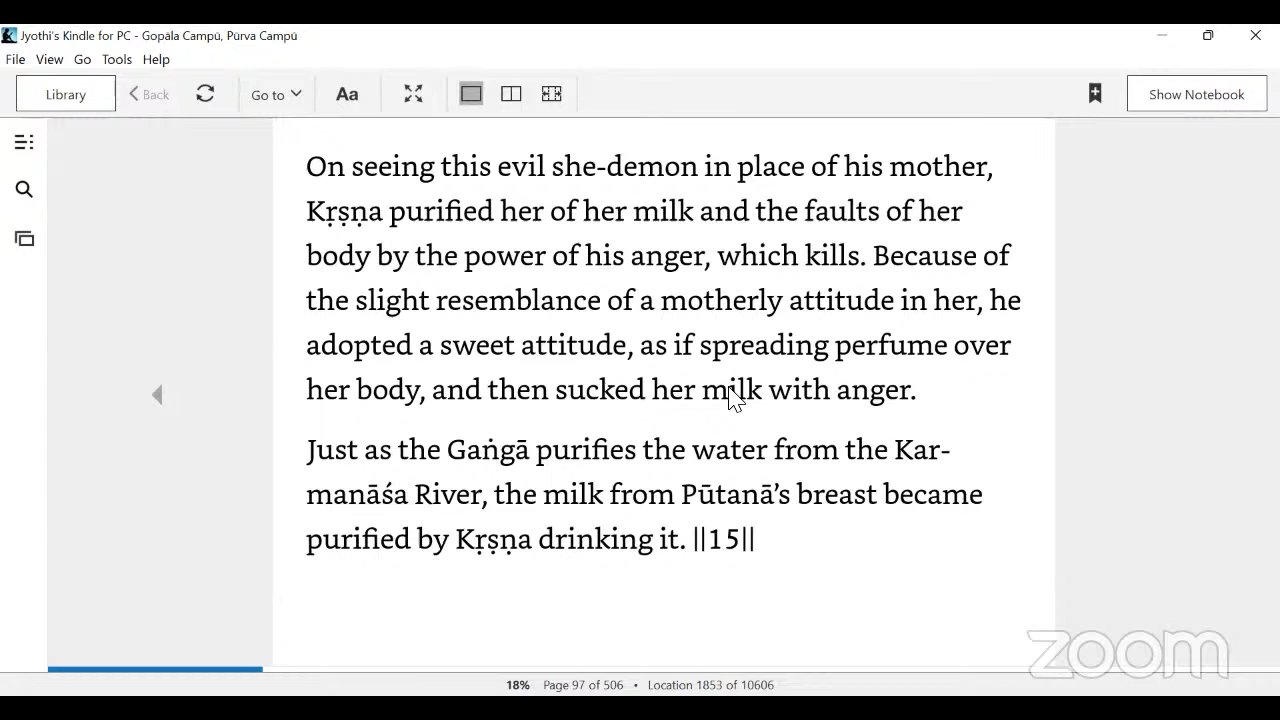 Jyothi's Kindle for PC - Gopāla Campū, Pūrva Campū
File View Go Tools Help
Library Back Go to Aa Show Notebook
On seeing this evil she-demon in place of his mother,
Kṛṣṇa purified her of her milk and the faults of her
body by the power of his anger, which kills. Because of
the slight resemblance of a motherly attitude in her, he
adopted a sweet attitude, as if spreading perfume over
her body, and then sucked her milk with anger.
Just as the Gaṅgā purifies the water from the Kar-
manāśa River, the milk from Pūtanā’s breast became
purified by Kṛṣṇa drinking it. ||15||
zoom
18% Page 97 of 506 • Location 1853 of 10606